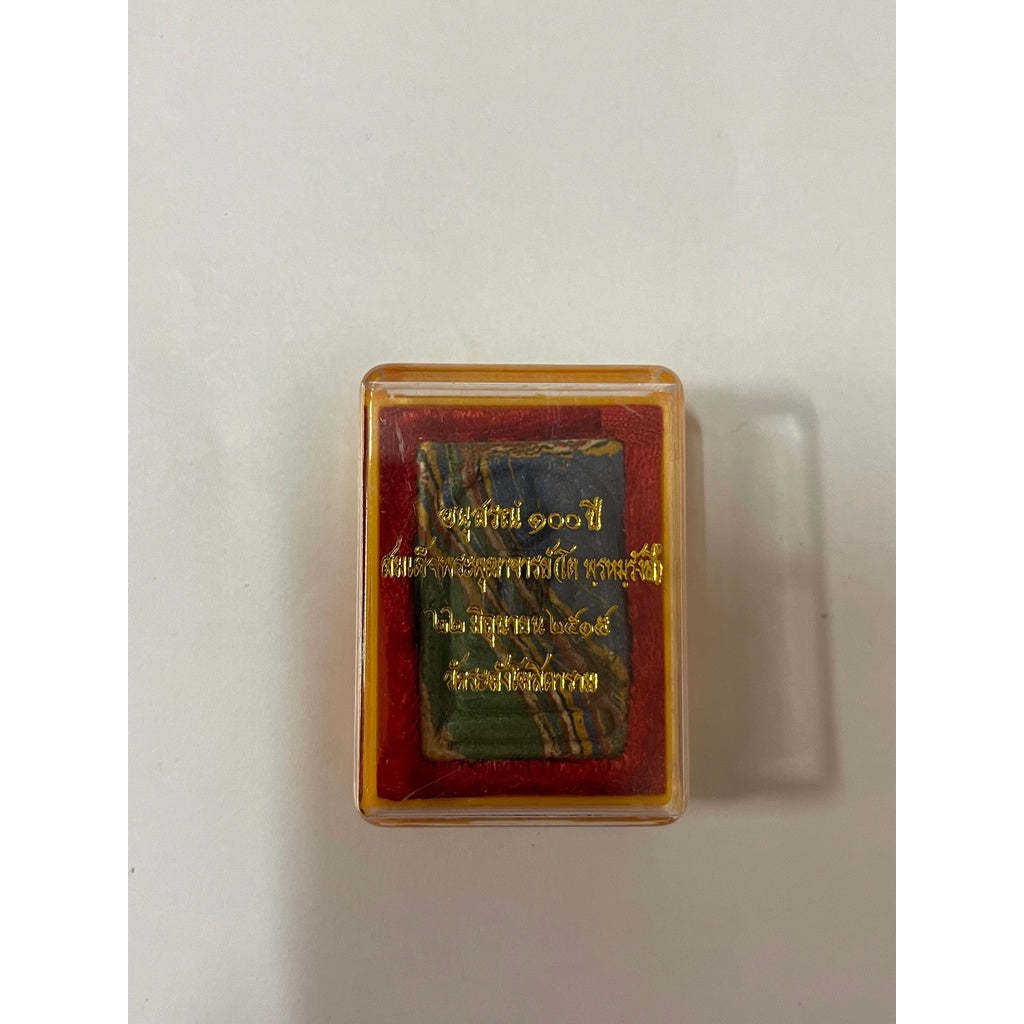 อนุสรณ์ ๑๐๐ ปี
สมเด็จพระพุฒาจารย์(โต พฺรหฺมรํสี)
๒๒ มิถุนายน ๒๕๑๕
วัดระฆังโฆสิตาราม